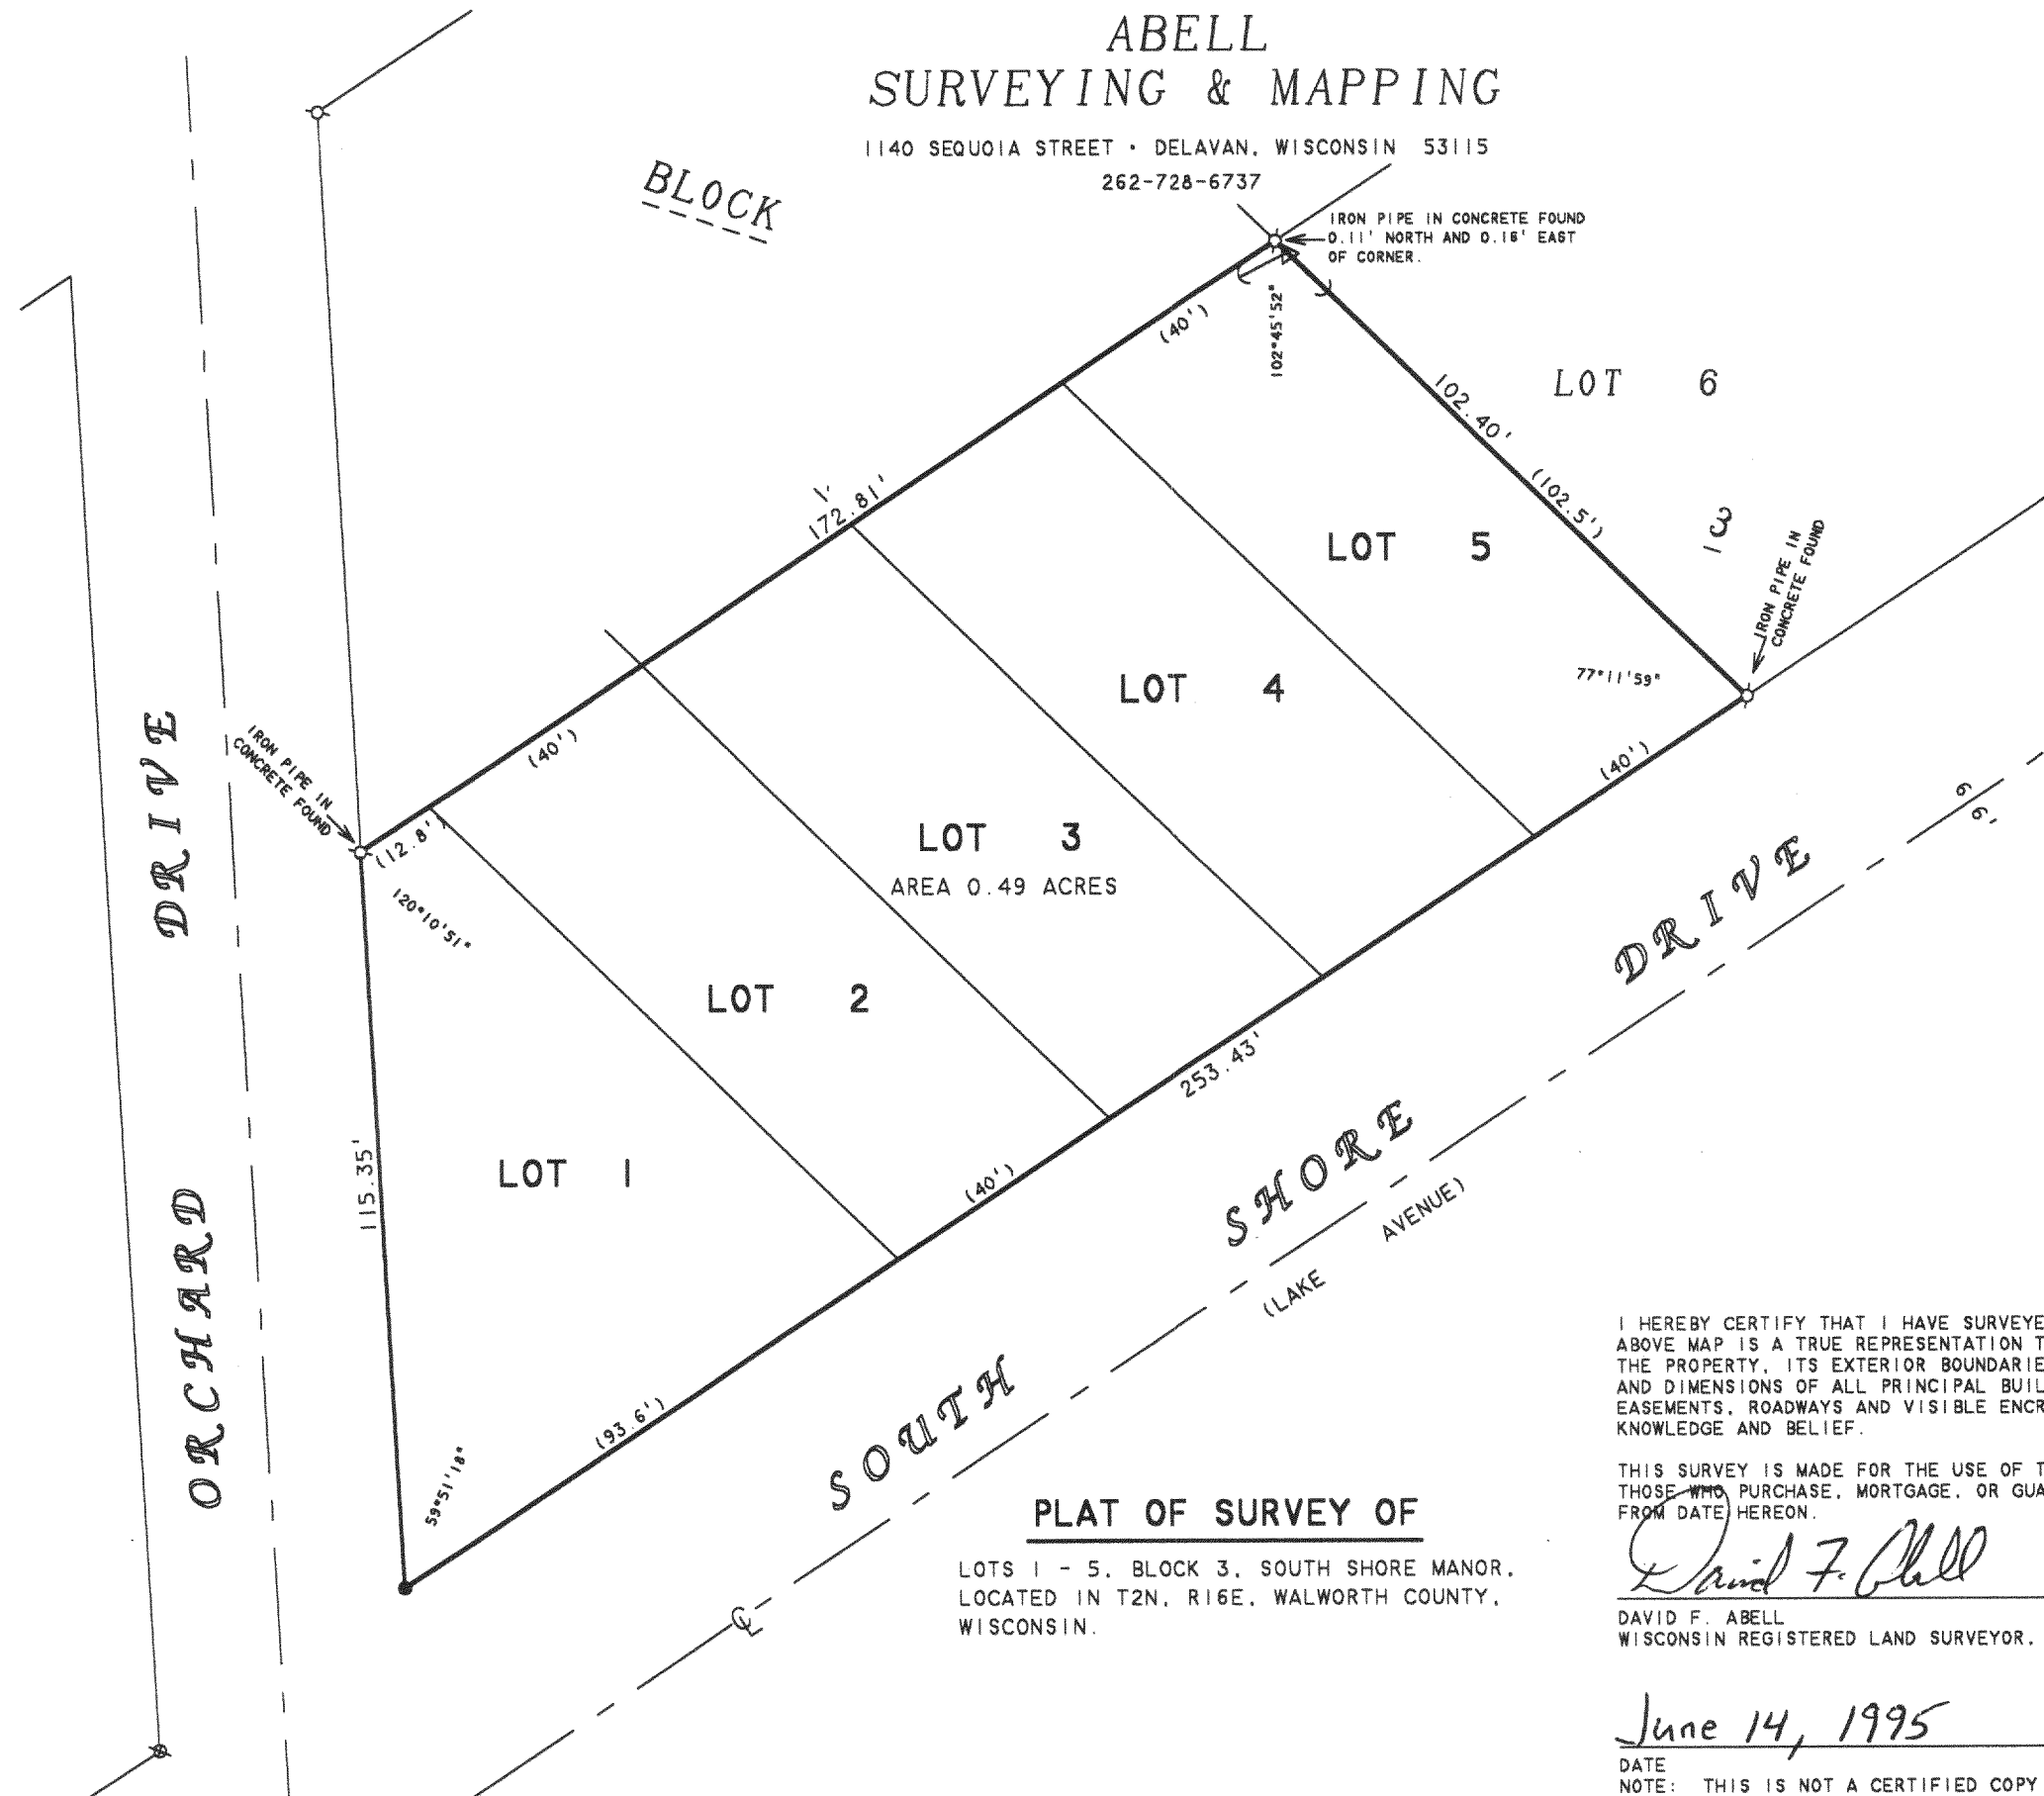 ABELL
SURVEYING & MAPPING
1140 SEQUOIA STREET • DELAVAN, WISCONSIN 53115
262-728-6737
BLOCK
IRON PIPE IN CONCRETE FOUND
0.11' NORTH AND 0.16' EAST
OF CORNER.
(40')
102°45'52"
102.40'
(102.5')
LOT 6
3
172.81'
LOT 5
IRON PIPE IN
CONCRETE FOUND
77°11'59"
LOT 4
(40')
(40')
IRON PIPE IN
CONCRETE FOUND
(12.8')
120°10'51"
LOT 3
AREA 0.49 ACRES
LOT 2
LOT 1
115.35'
253.43'
(40')
(93.6')
59°51'18"
66'
ORCHARD DRIVE
SOUTH SHORE DRIVE
(LAKE AVENUE)
CL
PLAT OF SURVEY OF
LOTS 1 - 5, BLOCK 3, SOUTH SHORE MANOR,
LOCATED IN T2N, R16E, WALWORTH COUNTY,
WISCONSIN.
I HEREBY CERTIFY THAT I HAVE SURVEYE
ABOVE MAP IS A TRUE REPRESENTATION T
THE PROPERTY, ITS EXTERIOR BOUNDARIE
AND DIMENSIONS OF ALL PRINCIPAL BUIL
EASEMENTS, ROADWAYS AND VISIBLE ENCR
KNOWLEDGE AND BELIEF.
THIS SURVEY IS MADE FOR THE USE OF T
THOSE WHO PURCHASE, MORTGAGE, OR GUA
FROM DATE HEREON.
David F. Abell
DAVID F. ABELL
WISCONSIN REGISTERED LAND SURVEYOR,
June 14, 1995
DATE
NOTE: THIS IS NOT A CERTIFIED COPY